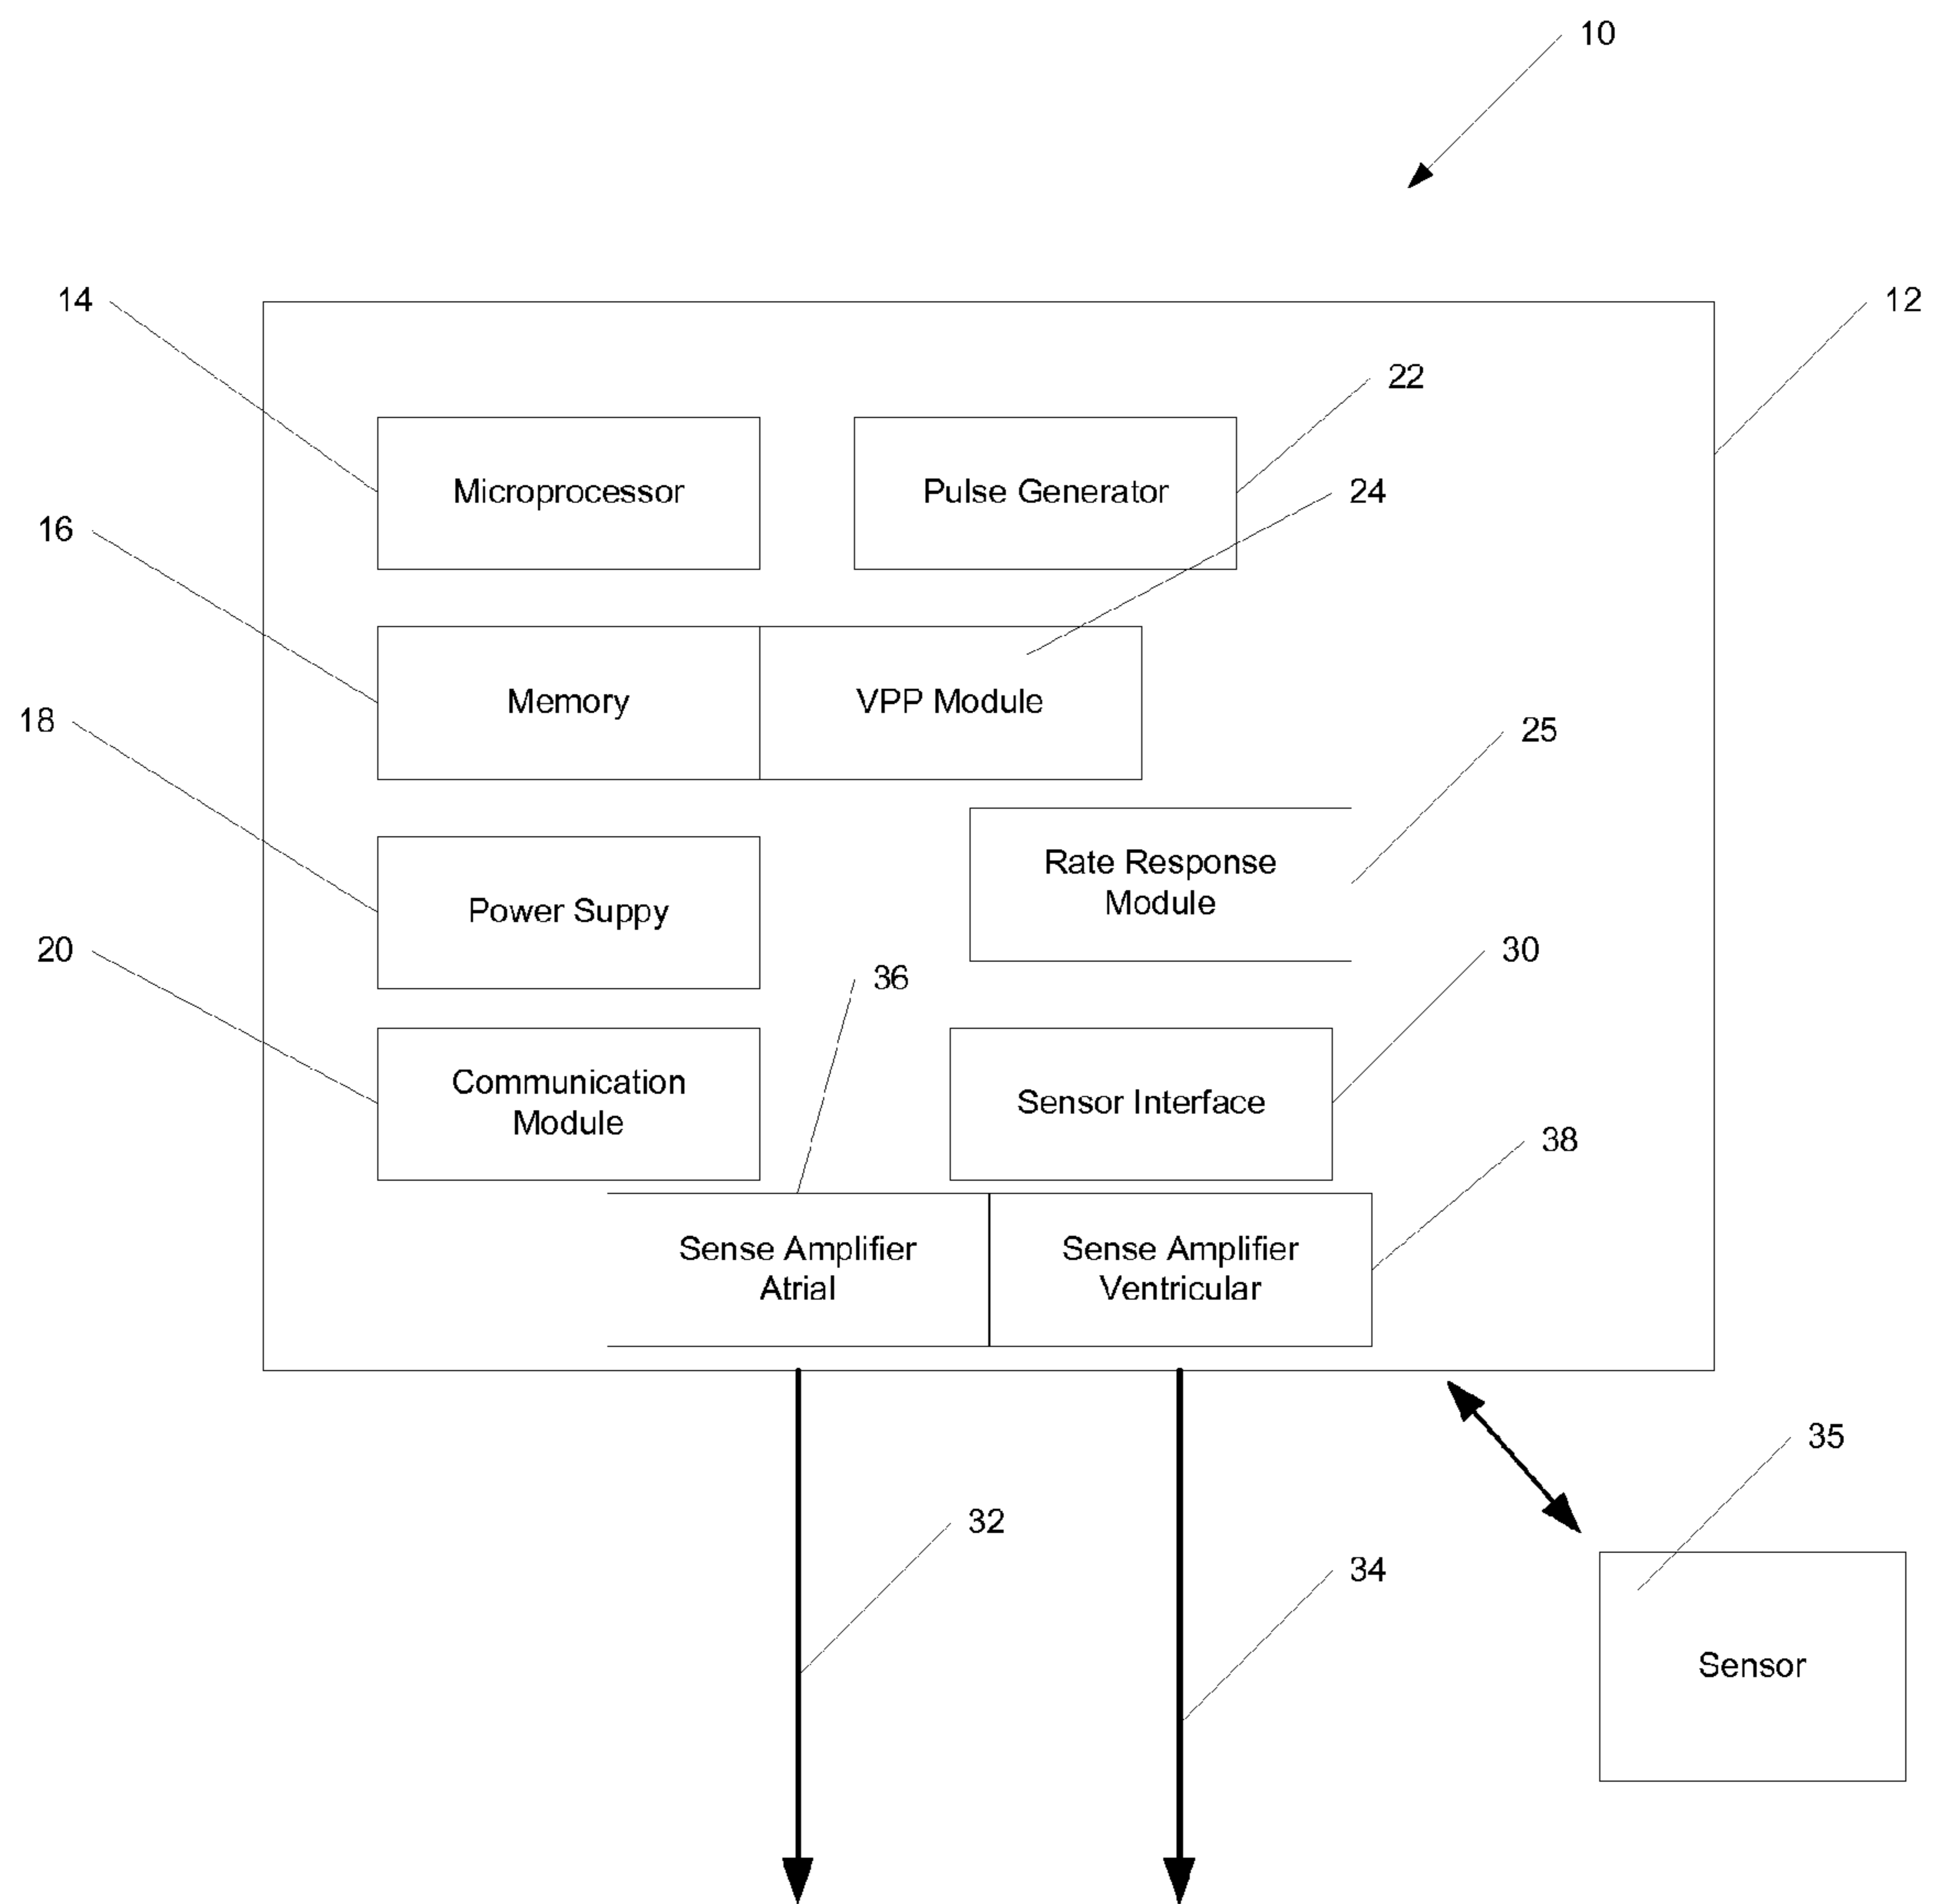 10
14
12
22
Microprocessor
Pulse Generator
24
16
Memory
VPP Module
18
25
Rate Response
Module
Power Suppy
20
36
30
Communication
Module
Sensor Interface
38
Sense Amplifier
Atrial
Sense Amplifier
Ventricular
35
32
34
Sensor